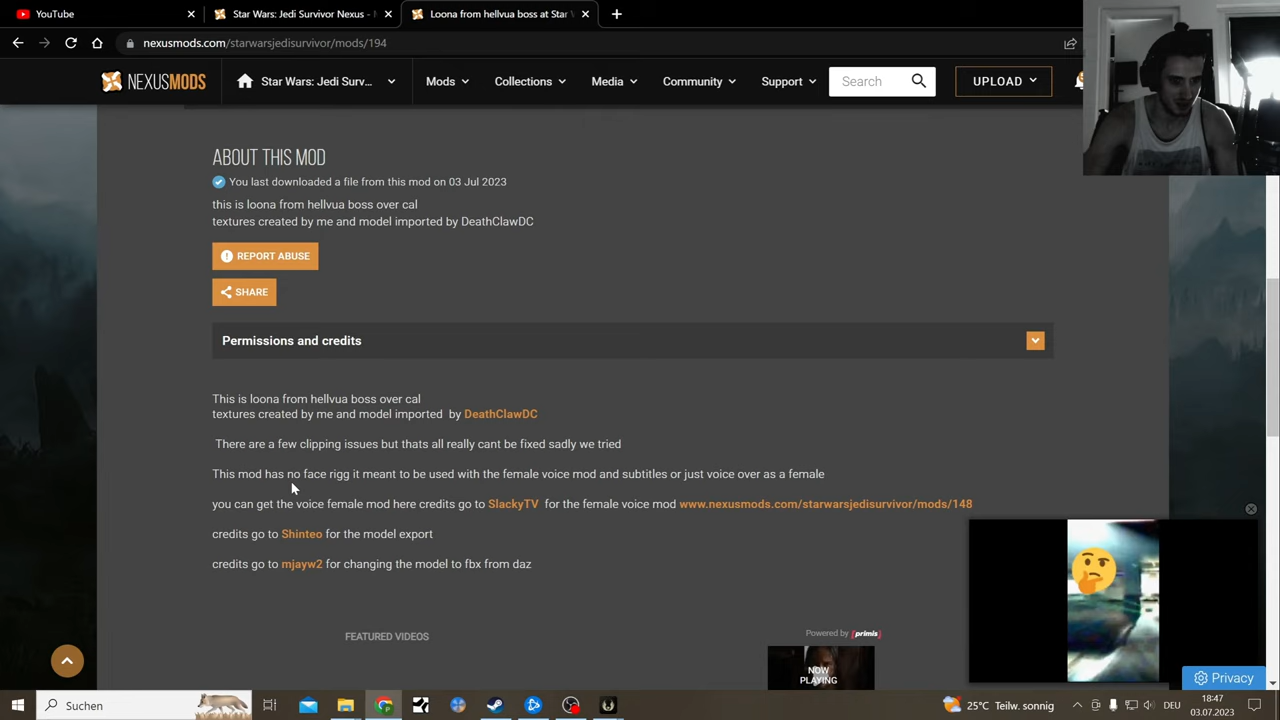 YouTube
Star Wars: Jedi Survivor Nexus -
Loona from hellvua boss at Star
nexusmods.com/starwarsjedisurvivor/mods/194
NEXUSMODS
Star Wars: Jedi Surv...
Mods
Collections
Media
Community
Support
Search
UPLOAD
ABOUT THIS MOD
You last downloaded a file from this mod on 03 Jul 2023
this is loona from hellvua boss over cal
textures created by me and model imported by DeathClawDC
REPORT ABUSE
SHARE
Permissions and credits
This is loona from hellvua boss over cal
textures created by me and model imported by DeathClawDC
There are a few clipping issues but thats all really cant be fixed sadly we tried
This mod has no face rigg it meant to be used with the female voice mod and subtitles or just voice over as a female
you can get the voice female mod here credits go to SlackyTV for the female voice mod www.nexusmods.com/starwarsjedisurvivor/mods/148
credits go to Shinteo for the model export
credits go to mjayw2 for changing the model to fbx from daz
FEATURED VIDEOS
Powered by [primis]
NOW
PLAYING
Privacy
Suchen
25°C Teilw. sonnig
DEU
18:47
03.07.2023